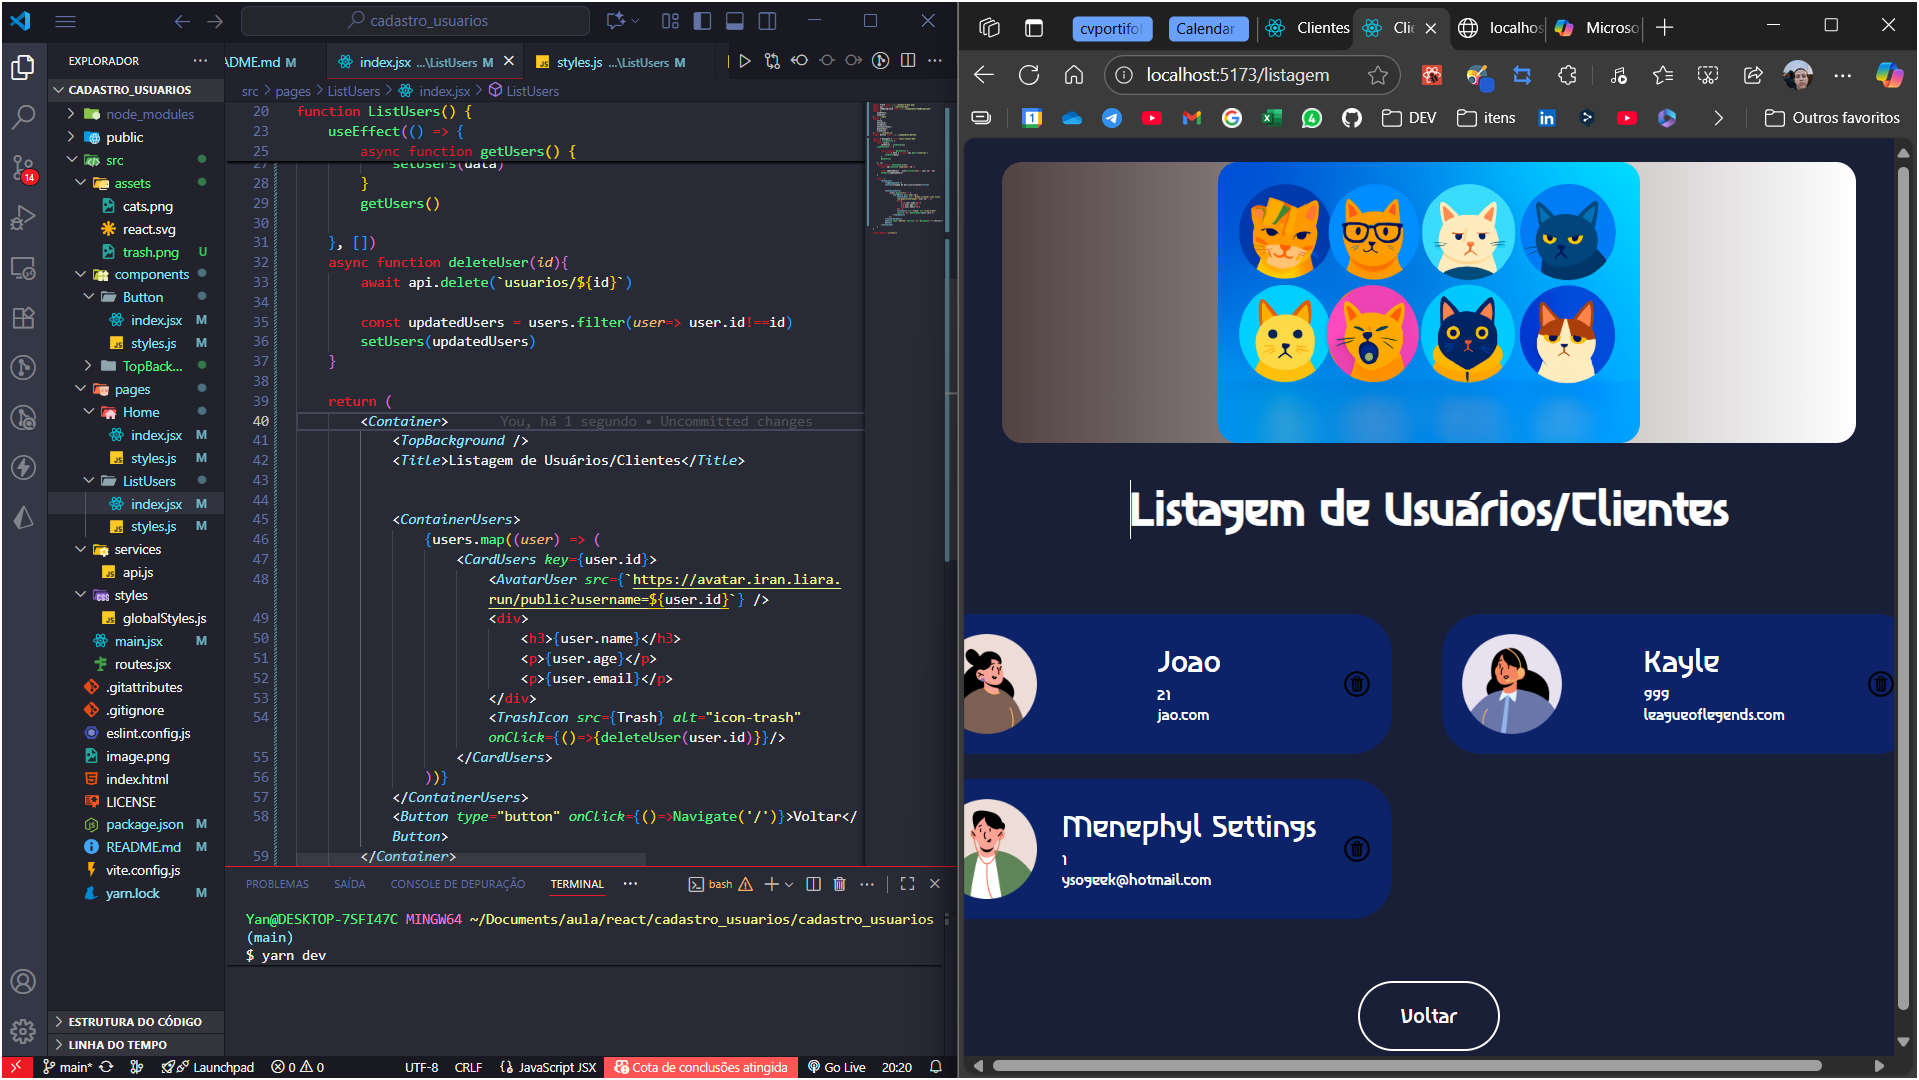 cadastro_usuarios
EXPLORADOR
CADASTRO_USUARIOS
node_modules
public
src
assets
cats.png
react.svg
trash.png U
components
Button
index.jsx M
styles.js M
TopBack...
pages
Home
index.jsx M
styles.js M
ListUsers
index.jsx M
styles.js M
services
api.js
styles
globalStyles.js
main.jsx M
routes.jsx
.gitattributes
.gitignore
eslint.config.js
image.png
index.html
LICENSE
package.json M
README.md M
vite.config.js
yarn.lock
ESTRUTURA DO CÓDIGO
LINHA DO TEMPO
14
ADME.md M
index.jsx ...\ListUsers M
styles.js ...\ListUsers M
src > pages > ListUsers > index.jsx > ListUsers
20 function ListUsers() {
23 useEffect(() => {
25 async function getUsers() {
27 setUsers(data)
28 }
29 getUsers()
30
31 }, [])
32 async function deleteUser(id){
33 await api.delete(`usuarios/${id}`)
34
35 const updatedUsers = users.filter(user=> user.id!==id)
36 setUsers(updatedUsers)
37 }
38
39 return (
40 <Container> You, há 1 segundo • Uncommitted changes
41 <TopBackground />
42 <Title>Listagem de Usuários/Clientes</Title>
43
44
45 <ContainerUsers>
46 {users.map((user) => (
47 <CardUsers key={user.id}>
48 <AvatarUser src={`https://avatar.iran.liara.
run/public?username=${user.id}`} />
49 <div>
50 <h3>{user.name}</h3>
51 <p>{user.age}</p>
52 <p>{user.email}</p>
53 </div>
54 <TrashIcon src={Trash} alt="icon-trash"
onClick={()=>{deleteUser(user.id)}}/>
55 </CardUsers>
56 ))}
57 </ContainerUsers>
58 <Button type="button" onClick={()=>Navigate('/')}>Voltar</
Button>
59 </Container>
PROBLEMAS SAÍDA CONSOLE DE DEPURAÇÃO TERMINAL
bash
Yan@DESKTOP-7SFI47C MINGW64 ~/Documents/aula/react/cadastro_usuarios/cadastro_usuarios
(main)
$ yarn dev
main* Launchpad 0 0 UTF-8 CRLF JavaScript JSX Cota de conclusões atingida Go Live 20:20
cvportifol Calendar Clientes Clie localhos Microso
localhost:5173/listagem
DEV itens Outros favoritos
Listagem de Usuários/Clientes
Joao
21
jao.com
Kayle
999
leagueoflegends.com
Menephyl Settings
1
ysogeek@hotmail.com
Voltar